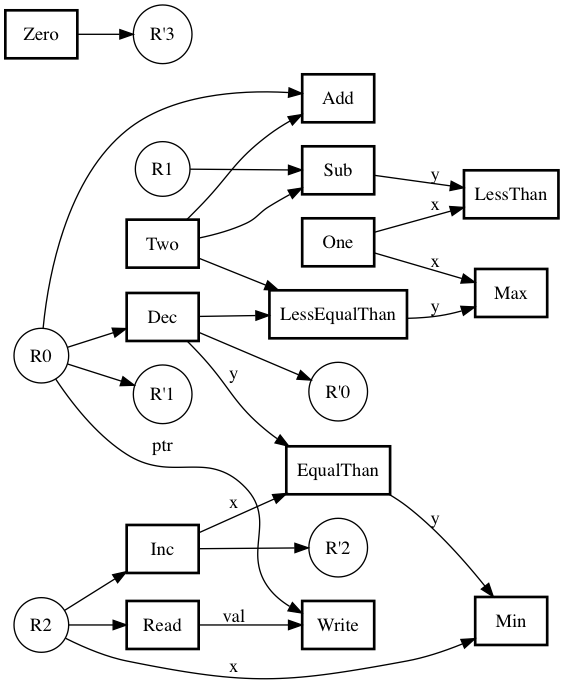 Zero
R'3
Add
R1
Sub
y
LessThan
x
Two
One
x
Max
Dec
LessEqualThan
y
R0
R'1
y
R'0
ptr
EqualThan
x
y
Inc
R'2
R2
Read
val
Write
Min
x